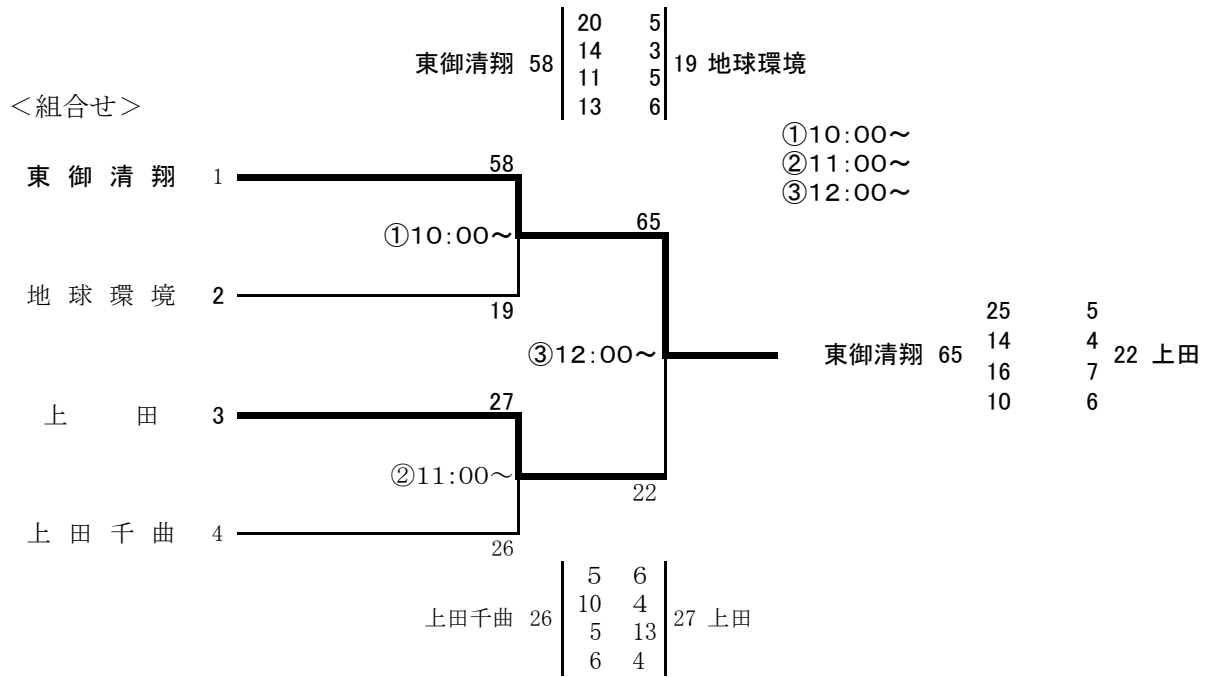 20 5
東御清翔 58 14 3 19 地球環境
11 5
13 6
＜組合せ＞
①10:00～
②11:00～
③12:00～
東御清翔 1 58
①10:00～ 65
地球環境 2 19
25 5
③12:00～ 東御清翔 65 14 4 22 上田
16 7
10 6
上田 3 27
②11:00～ 22
上田千曲 4 26
5 6
上田千曲 26 10 4 27 上田
5 13
6 4